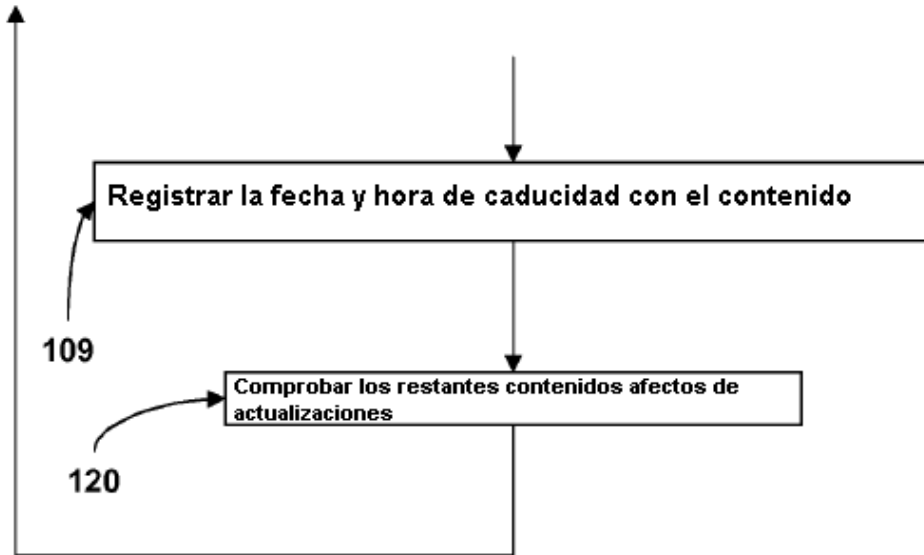 Registrar la fecha y hora de caducidad con el contenido
109
Comprobar los restantes contenidos afectos de
actualizaciones
120